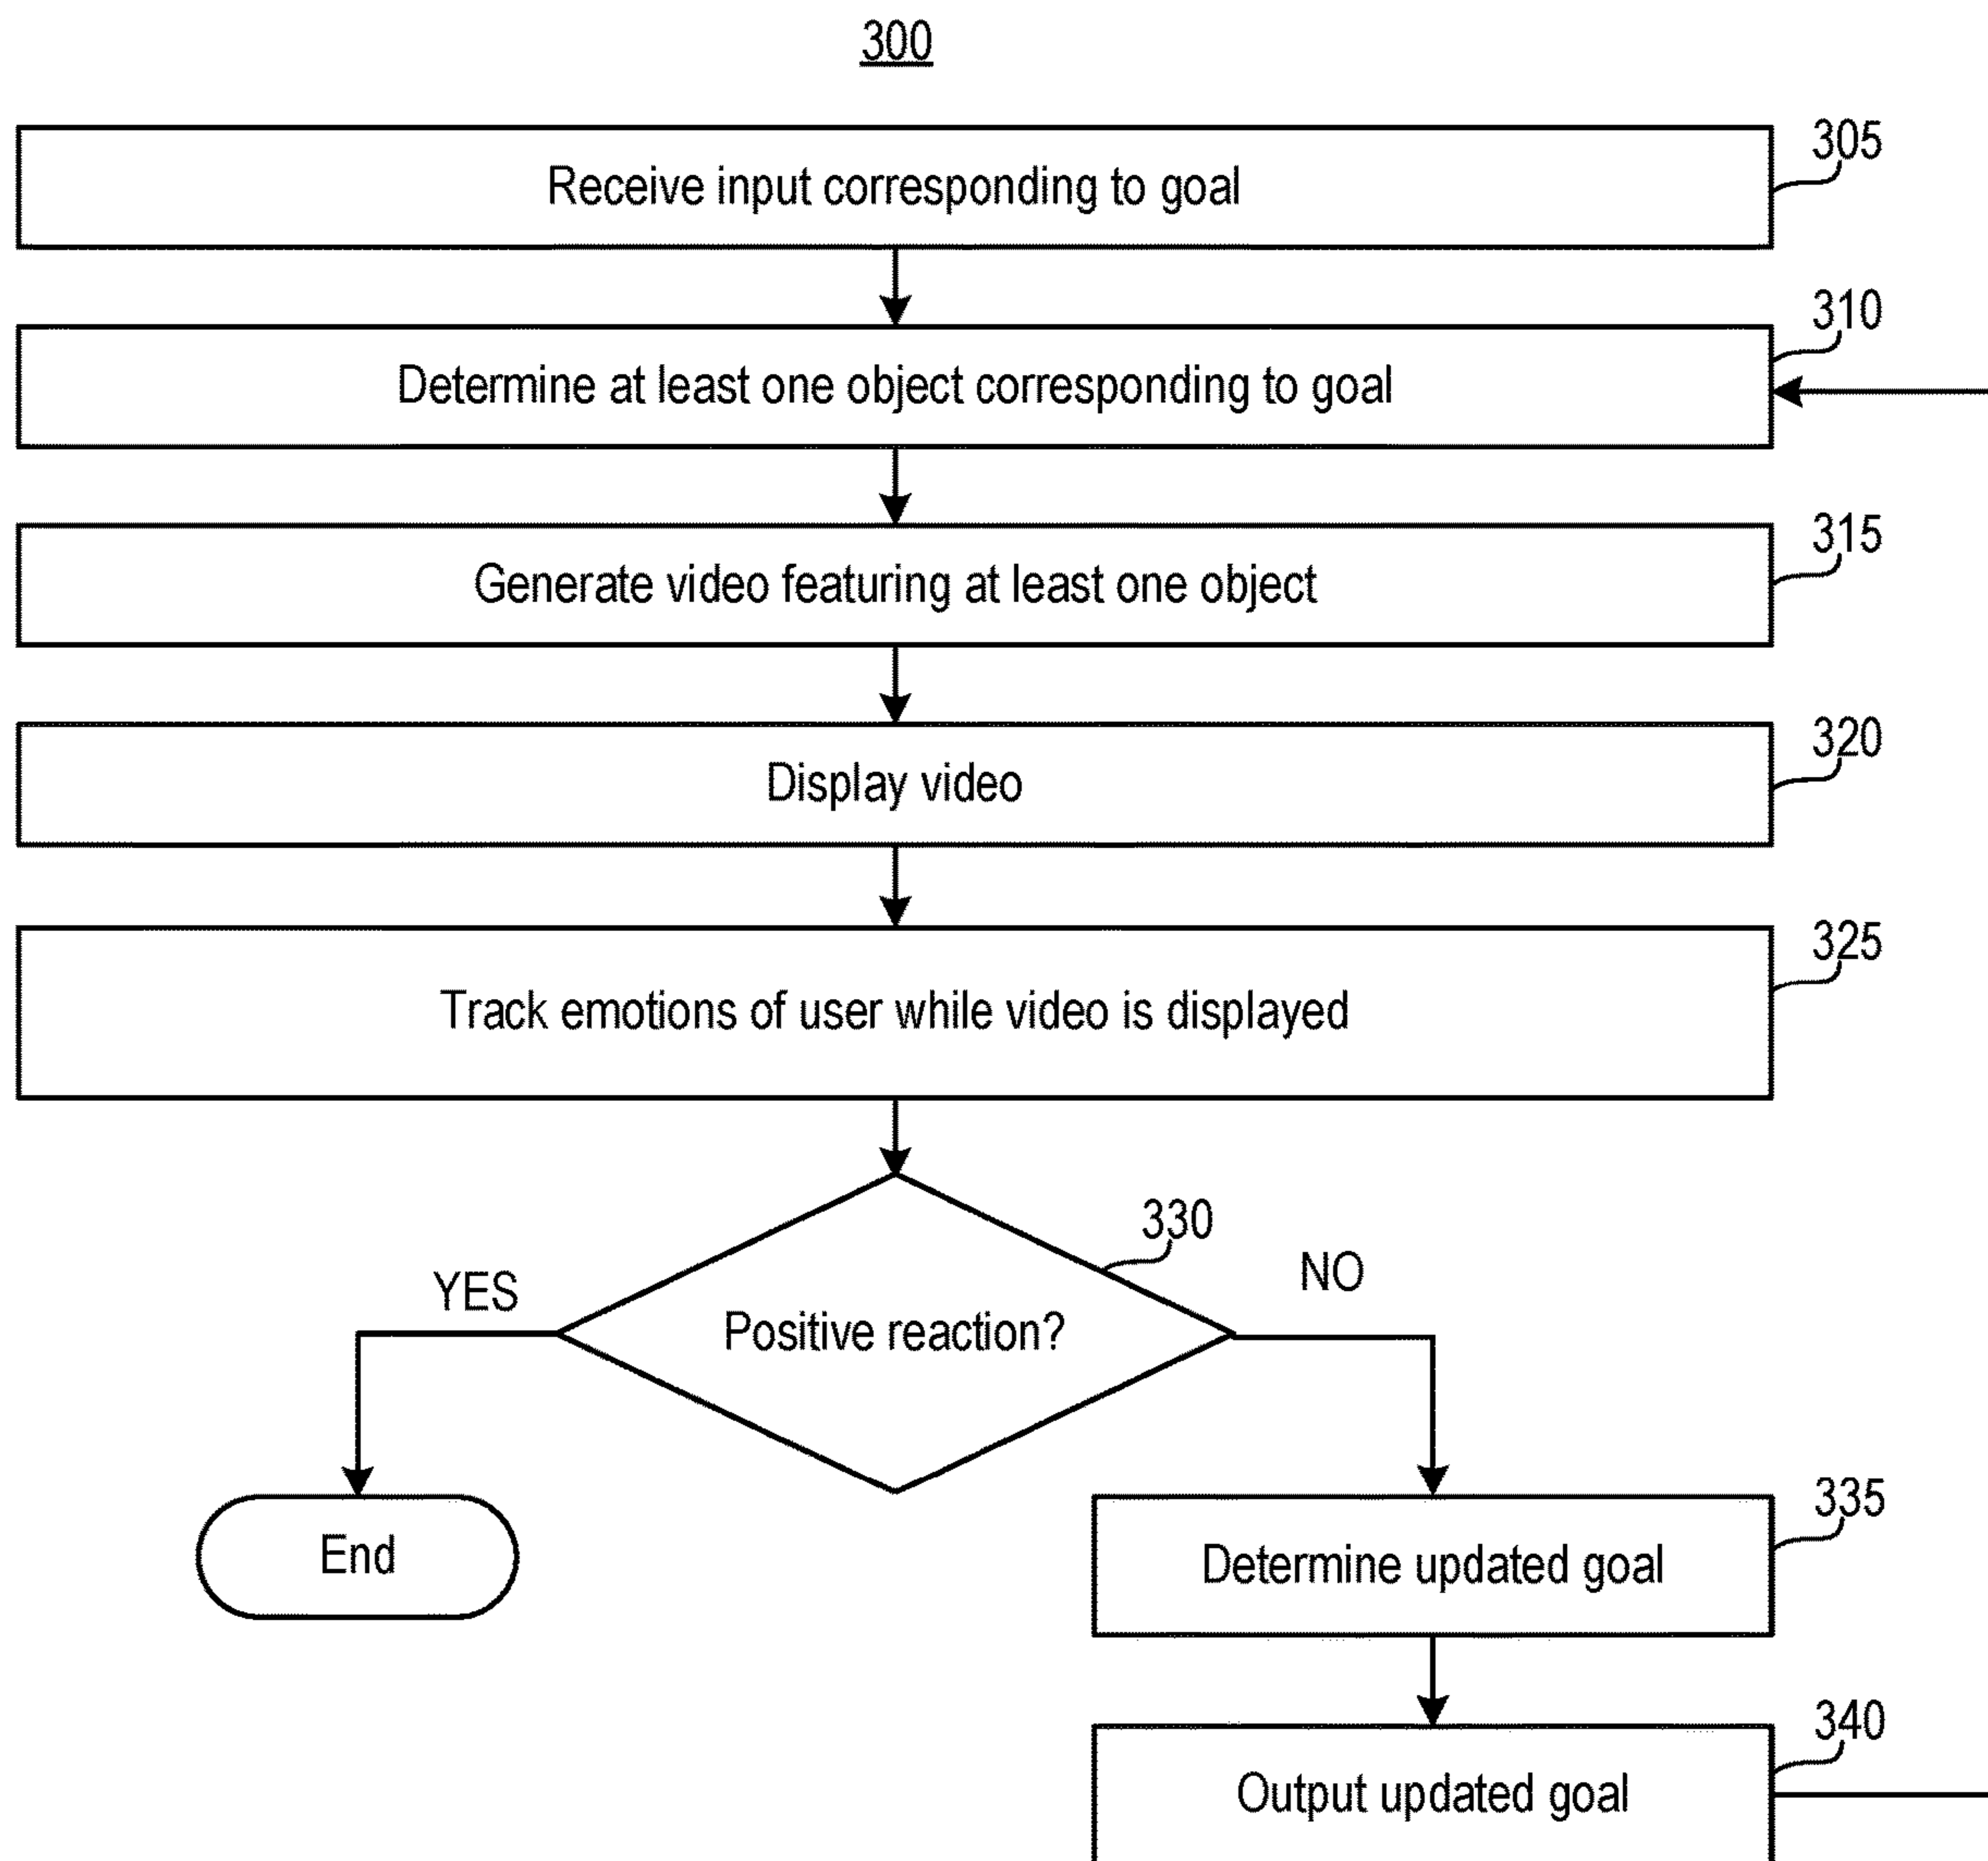 300
305
Receive input corresponding to goal
310
Determine at least one object corresponding to goal
315
Generate video featuring at least one object
320
Display video
325
Track emotions of user while video is displayed
330
YES
NO
Positive reaction?
335
End
Determine updated goal
340
Output updated goal